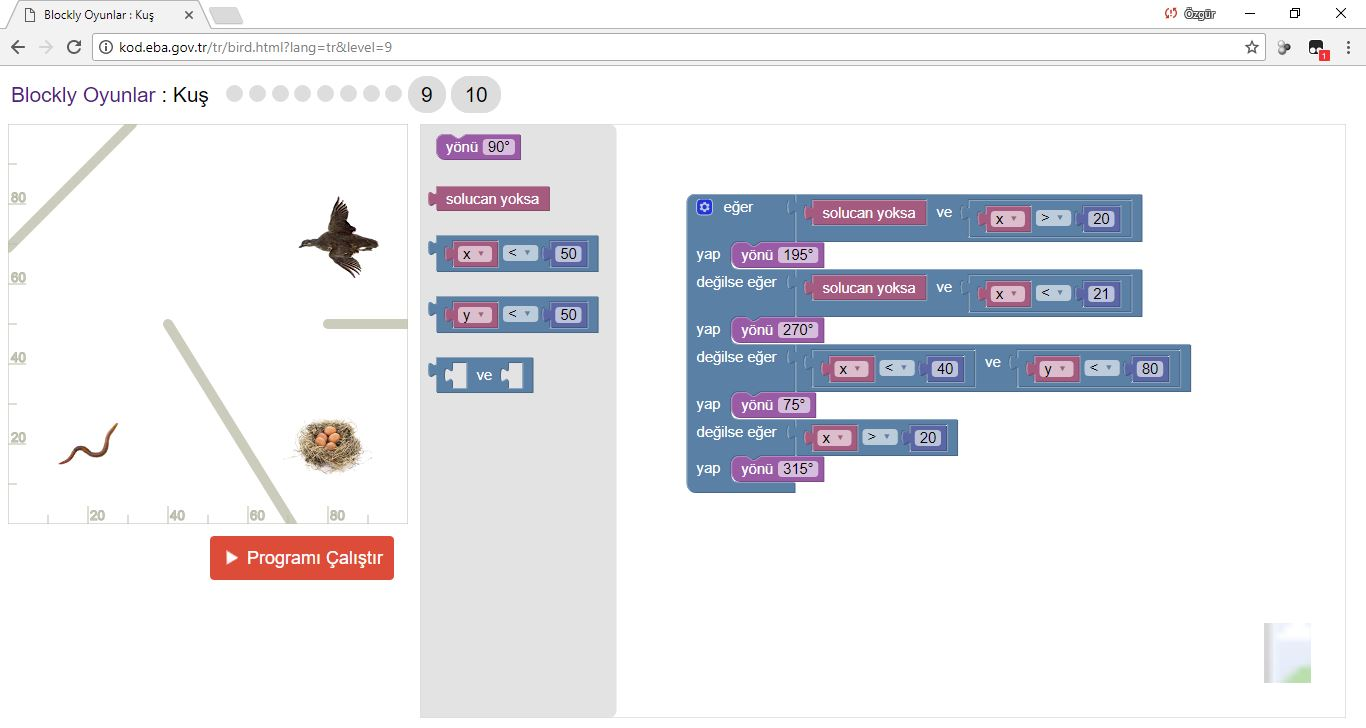 Blockly Oyunlar : Kuş
Özgür
kod.eba.gov.tr/tr/bird.html?lang=tr&level=9
1
Blockly Oyunlar : Kuş 9 10
80
60
40
20
20 40 60 80
Programı Çalıştır
yönü 90°
solucan yoksa
x < 50
y < 50
ve
eğer solucan yoksa ve x > 20
yap yönü 195°
değilse eğer solucan yoksa ve x < 21
yap yönü 270°
değilse eğer x < 40 ve y < 80
yap yönü 75°
değilse eğer x > 20
yap yönü 315°